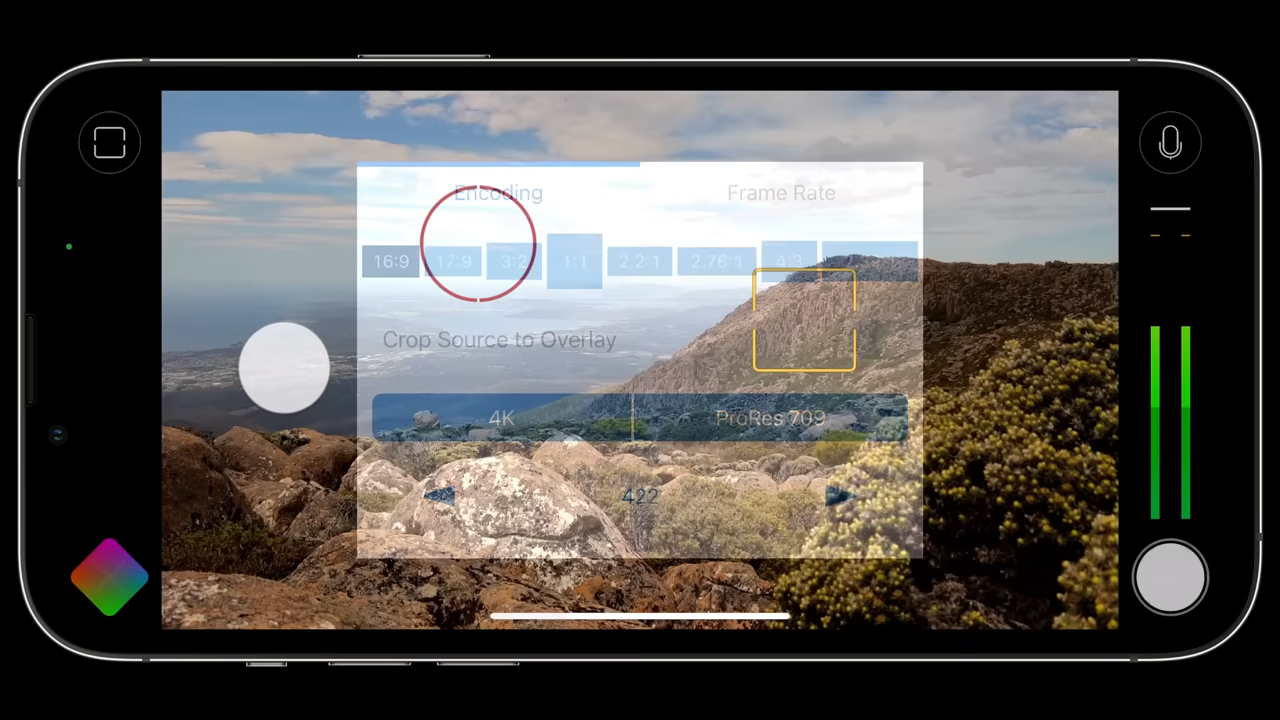 Encoding Frame Rate
16:9 17:9 3:2 1:1 2.2:1 2.76:1 4:3
Crop Source to Overlay
4K ProRes 709
422